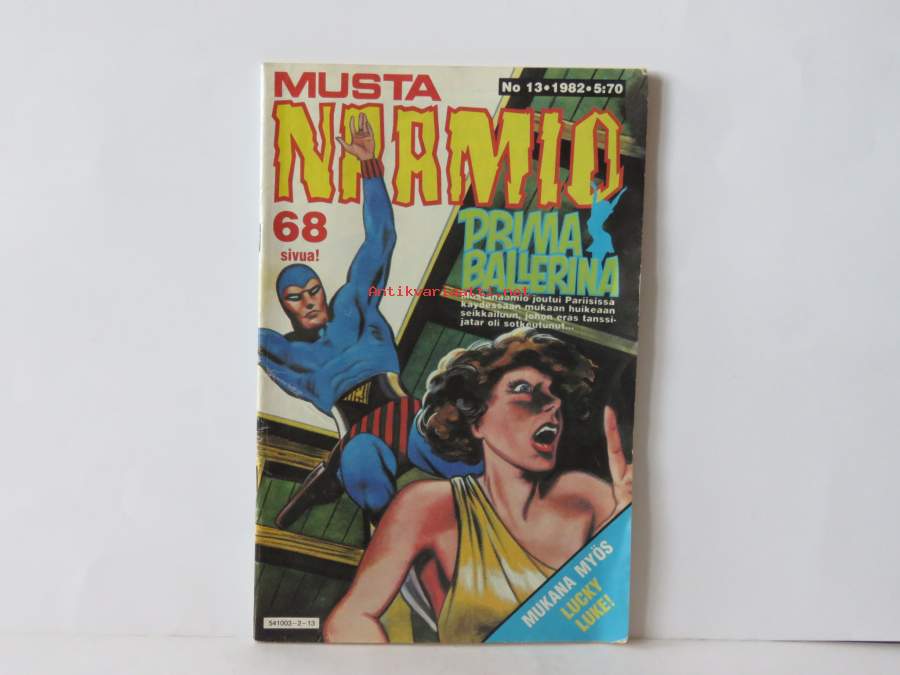 MUSTA
No 13•1982•5:70
NAAMIO
68
sivua!
PRIMA
BALLERINA
Antikvariaatti.net
Mustanaamio joutui Pariisissa
käydessään mukaan huikeaan
seikkailuun, johon eräs tanssi-
jatar oli sotkeutunut...
MUKANA MYÖS
LUCKY
LUKE!
541003-2-13